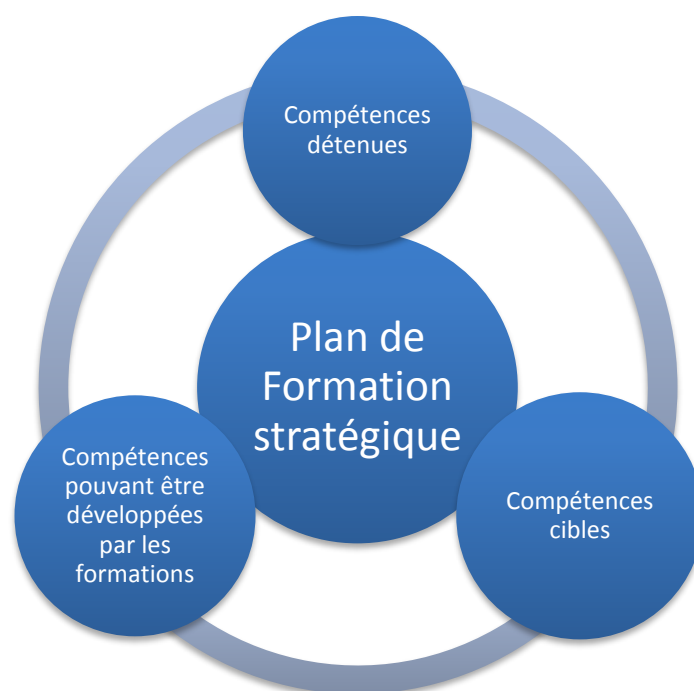 Compétences
détenues
Plan de
Formation
stratégique
Compétences
pouvant être
développées
par les
formations
Compétences
cibles